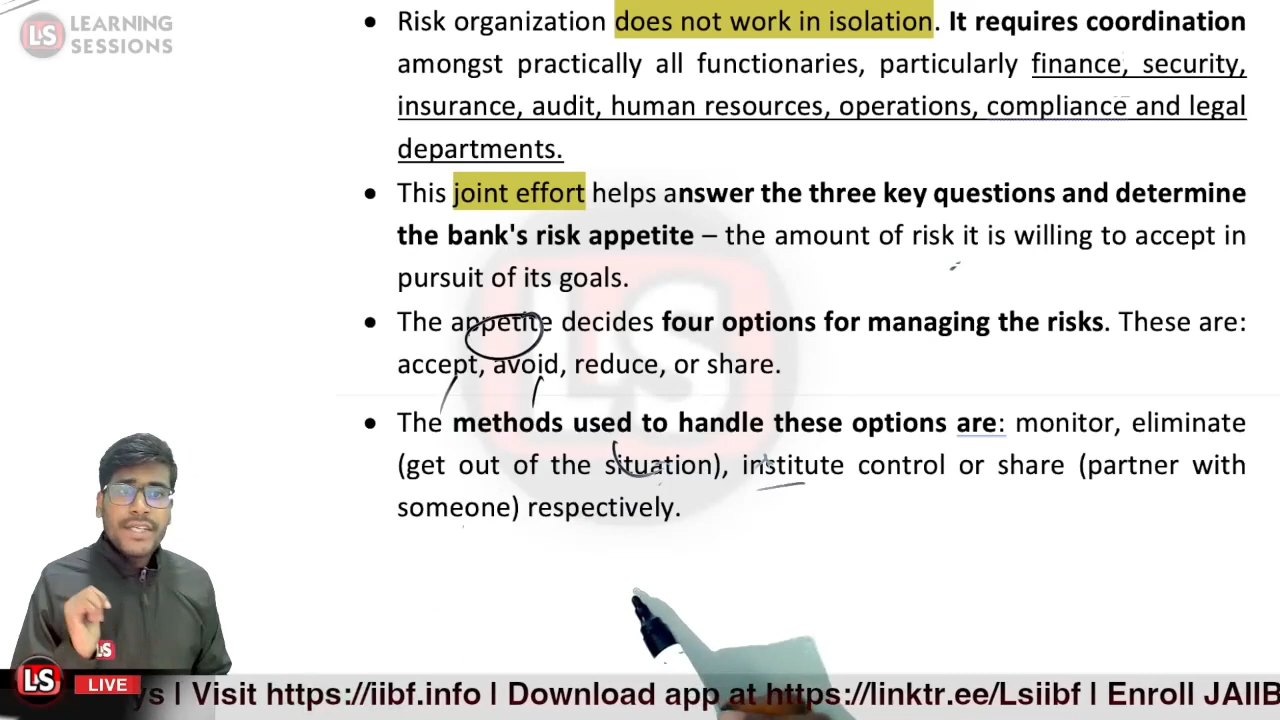 LS LEARNING
SESSIONS
• Risk organization does not work in isolation. It requires coordination
amongst practically all functionaries, particularly finance, security,
insurance, audit, human resources, operations, compliance and legal
departments.
• This joint effort helps answer the three key questions and determine
the bank's risk appetite – the amount of risk it is willing to accept in
pursuit of its goals.
• The appetite decides four options for managing the risks. These are:
accept, avoid, reduce, or share.
• The methods used to handle these options are: monitor, eliminate
(get out of the situation), institute control or share (partner with
someone) respectively.
LS
LS
LS LIVE
ys I Visit https://iibf.info I Download app at https://linktr.ee/Lsiibf I Enroll JAIIB